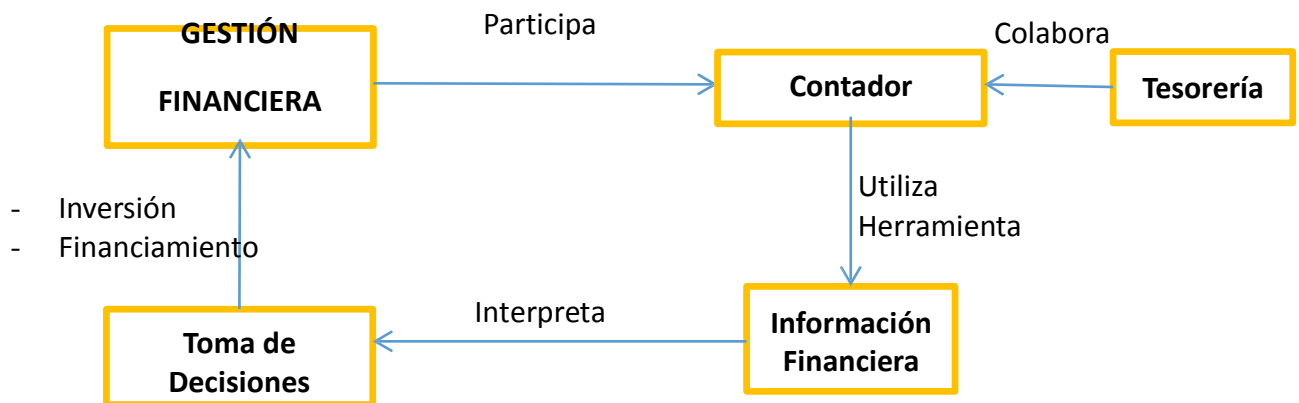 GESTIÓN
FINANCIERA
Participa
Contador
Colabora
Tesorería
Utiliza
Herramienta
- Inversión
- Financiamiento
Toma de
Decisiones
Interpreta
Información
Financiera